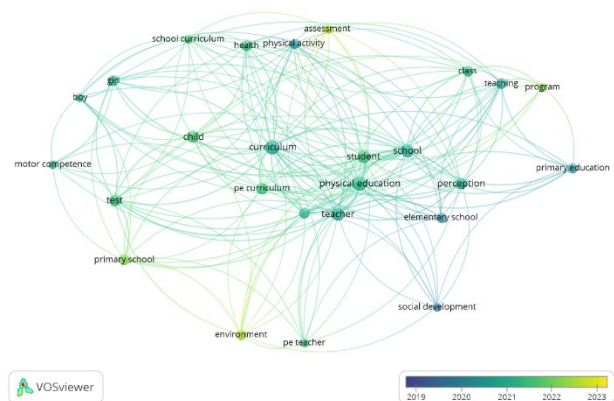 assessment
school curriculum
health
physical activity
class
girl
teaching
program
boy
child
curriculum
student
school
motor competence
primary education
pe curriculum
physical education
perception
test
teacher
elementary school
primary school
social development
environment
pe teacher
VOSviewer
2019 2020 2021 2022 2023